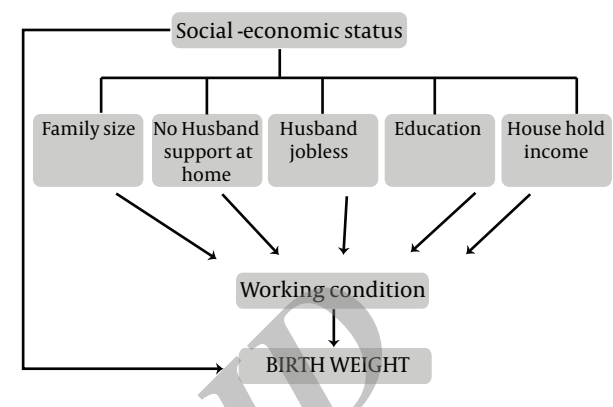 Social -economic status
Family size
No Husband
support at
home
Husband
jobless
Education
House hold
income
Working condition
BIRTH WEIGHT